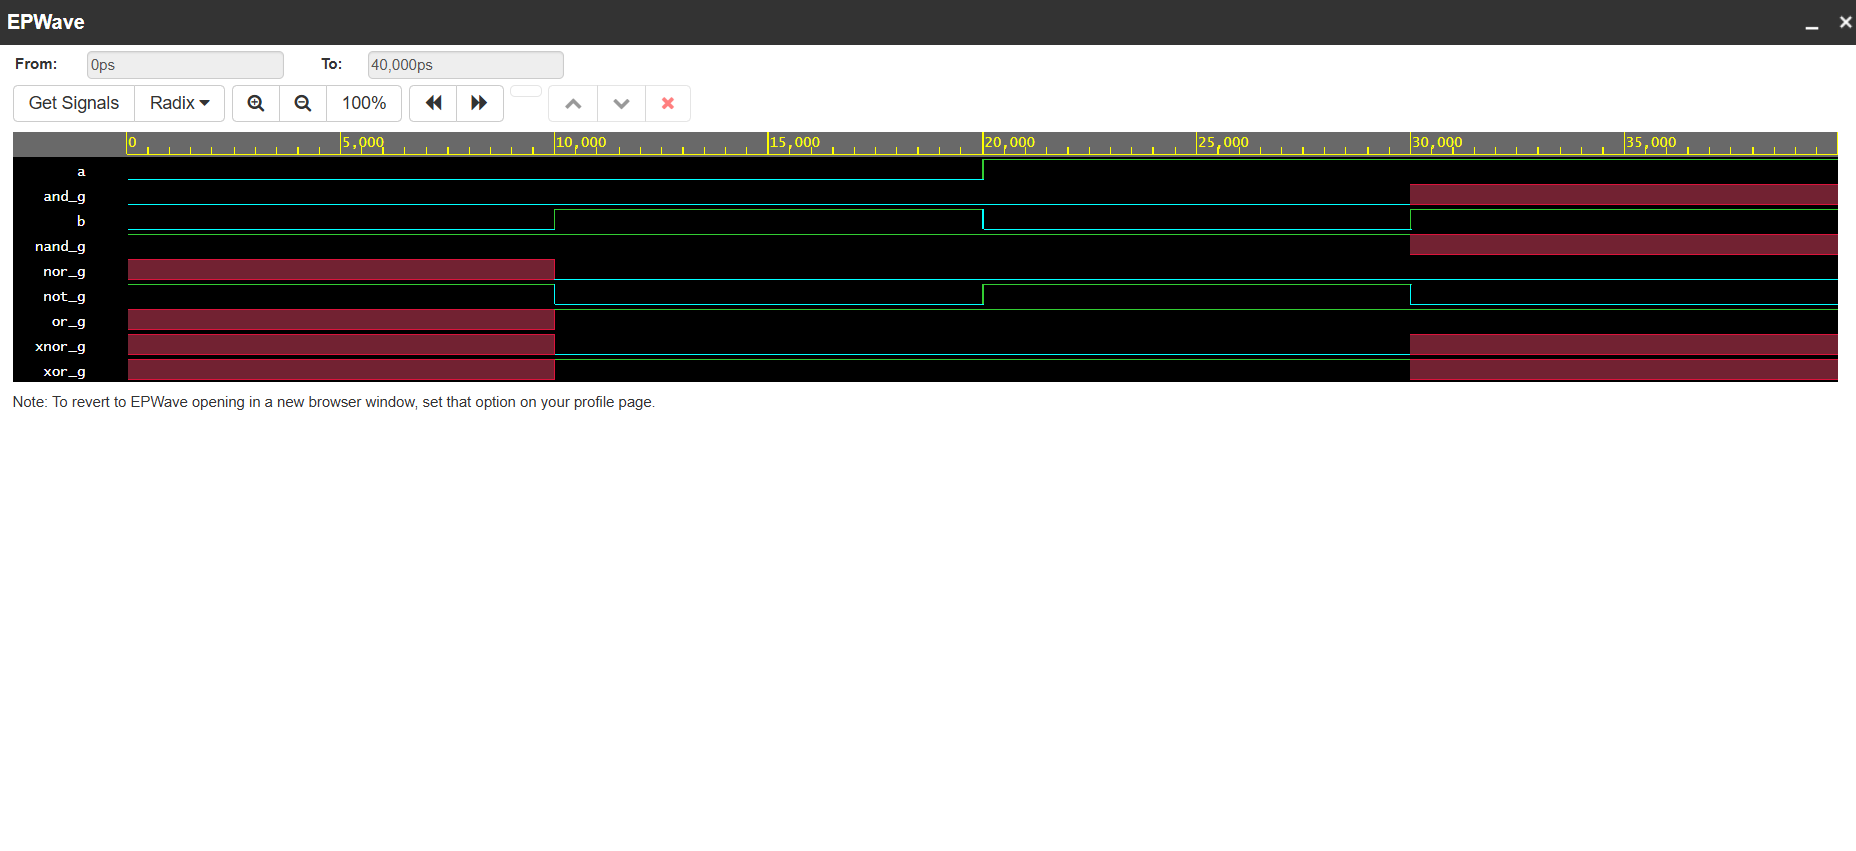 EPWave
From: 0ps To: 40,000ps
Get Signals Radix 100%
0 5,000 10,000 15,000 20,000 25,000 30,000 35,000
a
and_g
b
nand_g
nor_g
not_g
or_g
xnor_g
xor_g
Note: To revert to EPWave opening in a new browser window, set that option on your profile page.